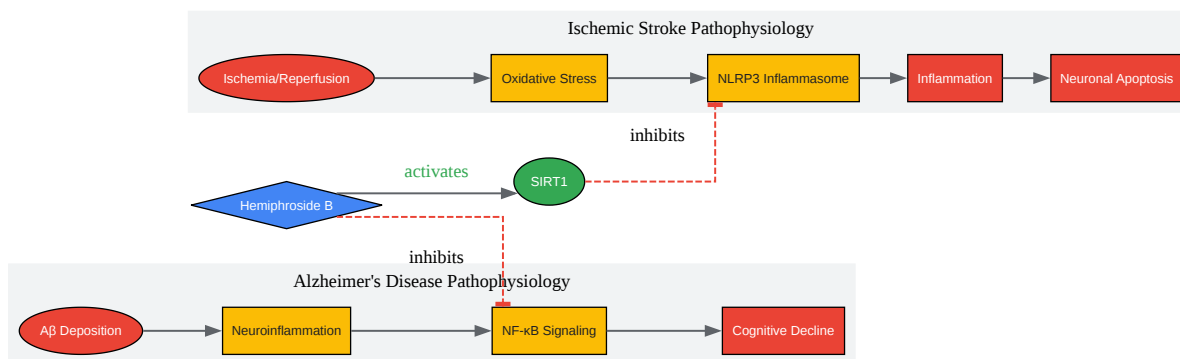 Ischemic Stroke Pathophysiology
Ischemia/Reperfusion
Oxidative Stress
NLRP3 Inflammasome
Inflammation
Neuronal Apoptosis
inhibits
activates
SIRT1
Hemiphroside B
inhibits
Alzheimer's Disease Pathophysiology
Aβ Deposition
Neuroinflammation
NF-κB Signaling
Cognitive Decline